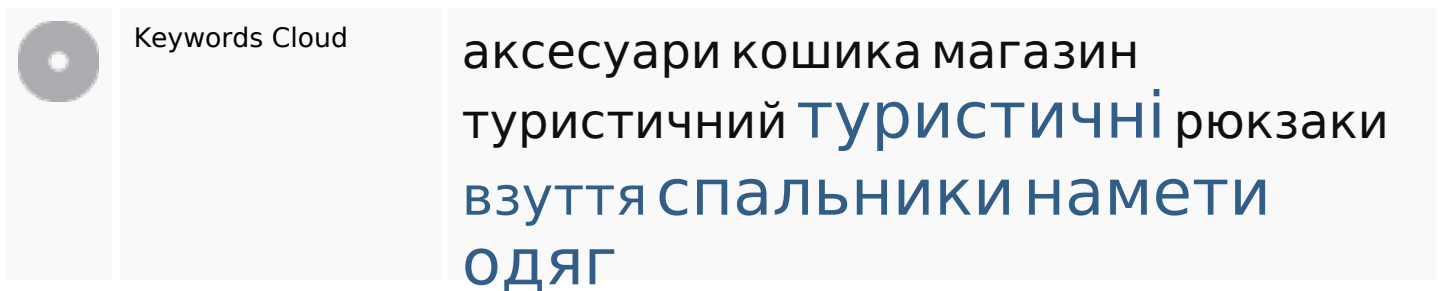 Keywords Cloud
аксесуари кошика магазин
туристичний туристичні рюкзаки
взуття спальники намети
одяг